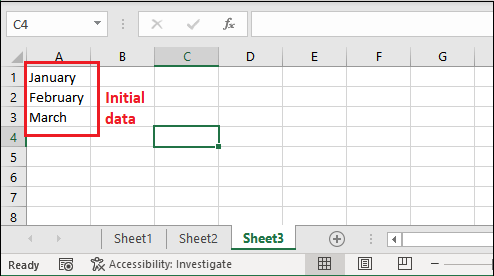 C4
fx
A B C D E F G
1 January
2 February Initial
3 March data
4
5
6
7
8
Sheet1 Sheet2 Sheet3
Ready Accessibility: Investigate